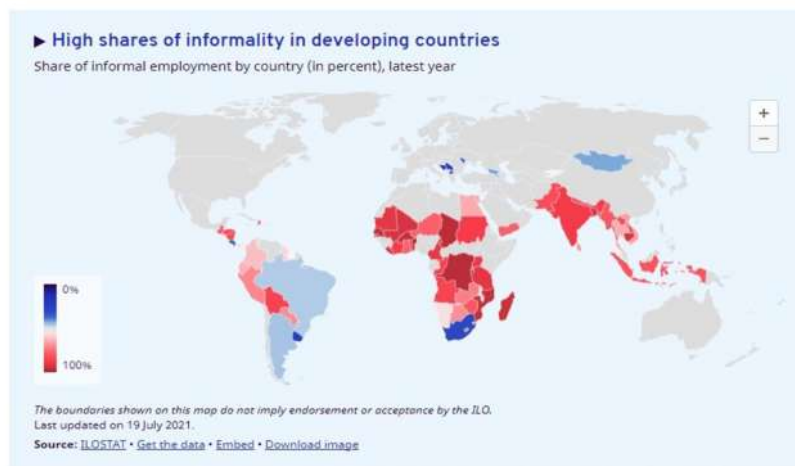 ▶ High shares of informality in developing countries
Share of informal employment by country (in percent), latest year
+
−
0%
100%
The boundaries shown on this map do not imply endorsement or acceptance by the ILO.
Last updated on 19 July 2021.
Source: ILOSTAT • Get the data • Embed • Download image